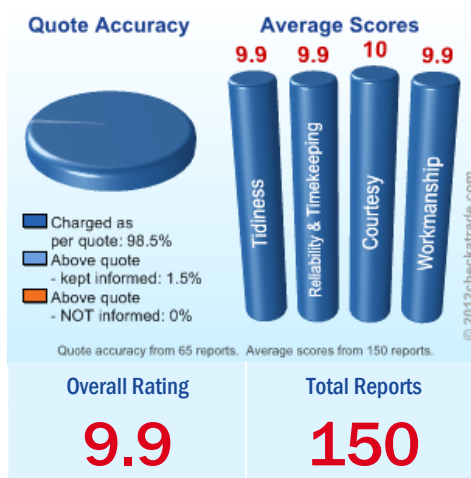 Quote Accuracy
Average Scores
9.9 9.9 10 9.9
Tidiness
Reliability & Timekeeping
Courtesy
Workmanship
Charged as
per quote: 98.5%
Above quote
- kept informed: 1.5%
Above quote
- NOT informed: 0%
© 2012checkatrade.com
Quote accuracy from 65 reports. Average scores from 150 reports.
Overall Rating
9.9
Total Reports
150